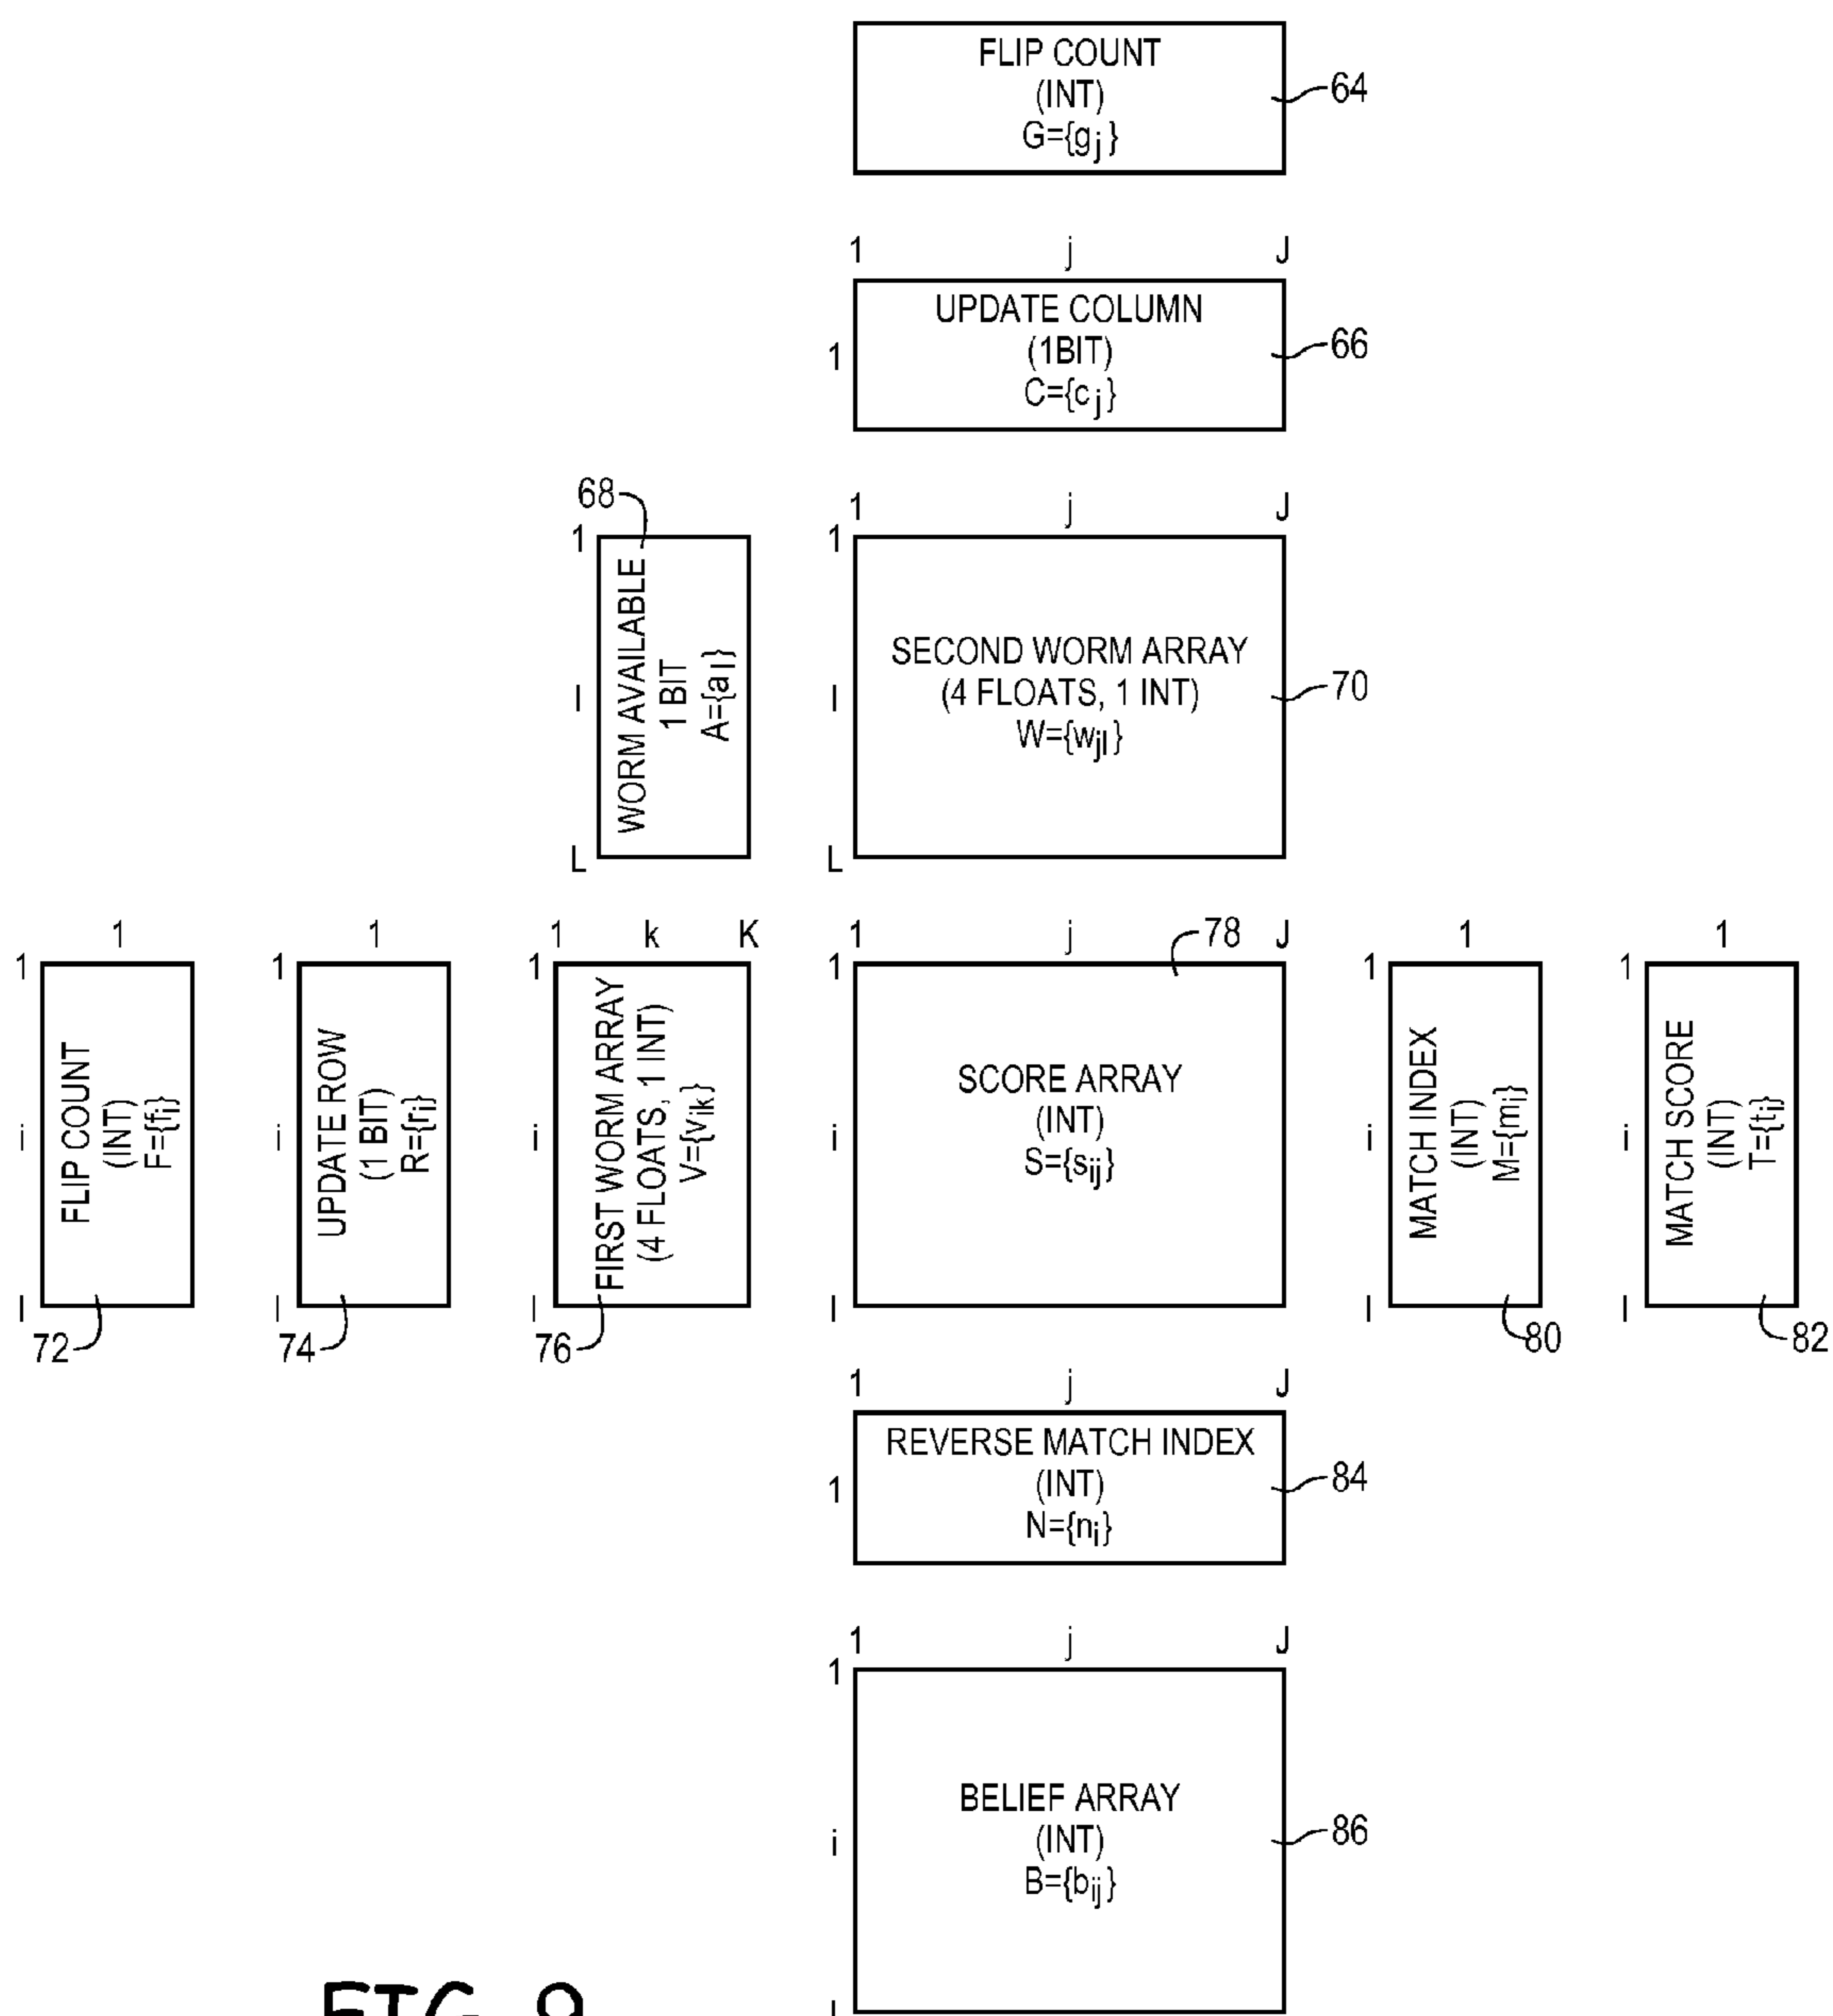 FLIP COUNT
(INT)
G={gj}
64
1 j J
UPDATE COLUMN
(1BIT)
C={cj}
1
66
68
1
WORM AVAILABLE
1 BIT
A={al}
l
L
1 j J
1
SECOND WORM ARRAY
(4 FLOATS, 1 INT)
W={wjl}
l
L
70
1
1
FLIP COUNT
(INT)
F={fi}
i
I
72
1
1
UPDATE ROW
(1 BIT)
R={ri}
i
I
74
1 k K
1
FIRST WORM ARRAY
(4 FLOATS, 1 INT)
V={vik}
i
I
76
1 j 78 J
1
SCORE ARRAY
(INT)
S={sij}
i
I
1
1
MATCH INDEX
(INT)
M={mi}
i
I
80
1
1
MATCH SCORE
(INT)
T={ti}
i
I
82
1 j J
REVERSE MATCH INDEX
(INT)
N={ni}
1
84
1 j J
1
BELIEF ARRAY
(INT)
B={bij}
i
86